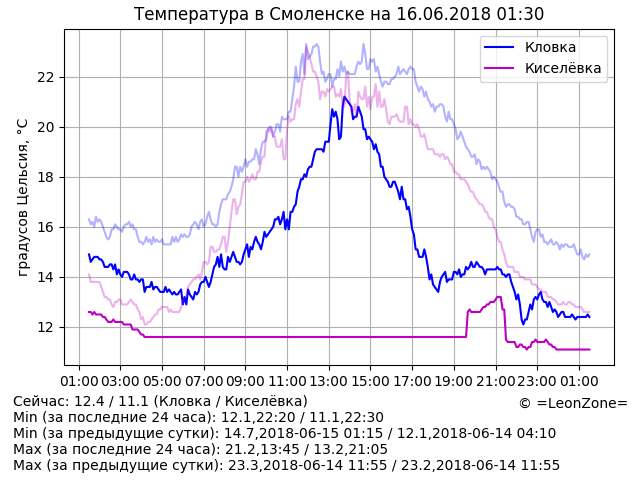 Температура в Смоленске на 16.06.2018 01:30
Кловка
Киселёвка
градусов Цельсия, °C
22
20
18
16
14
12
01:00 03:00 05:00 07:00 09:00 11:00 13:00 15:00 17:00 19:00 21:00 23:00 01:00
Сейчас: 12.4 / 11.1 (Кловка / Киселёвка)
© =LeonZone=
Min (за последние 24 часа): 12.1,22:20 / 11.1,22:30
Min (за предыдущие сутки): 14.7,2018-06-15 01:15 / 12.1,2018-06-14 04:10
Max (за последние 24 часа): 21.2,13:45 / 13.2,21:05
Max (за предыдущие сутки): 23.3,2018-06-14 11:55 / 23.2,2018-06-14 11:55